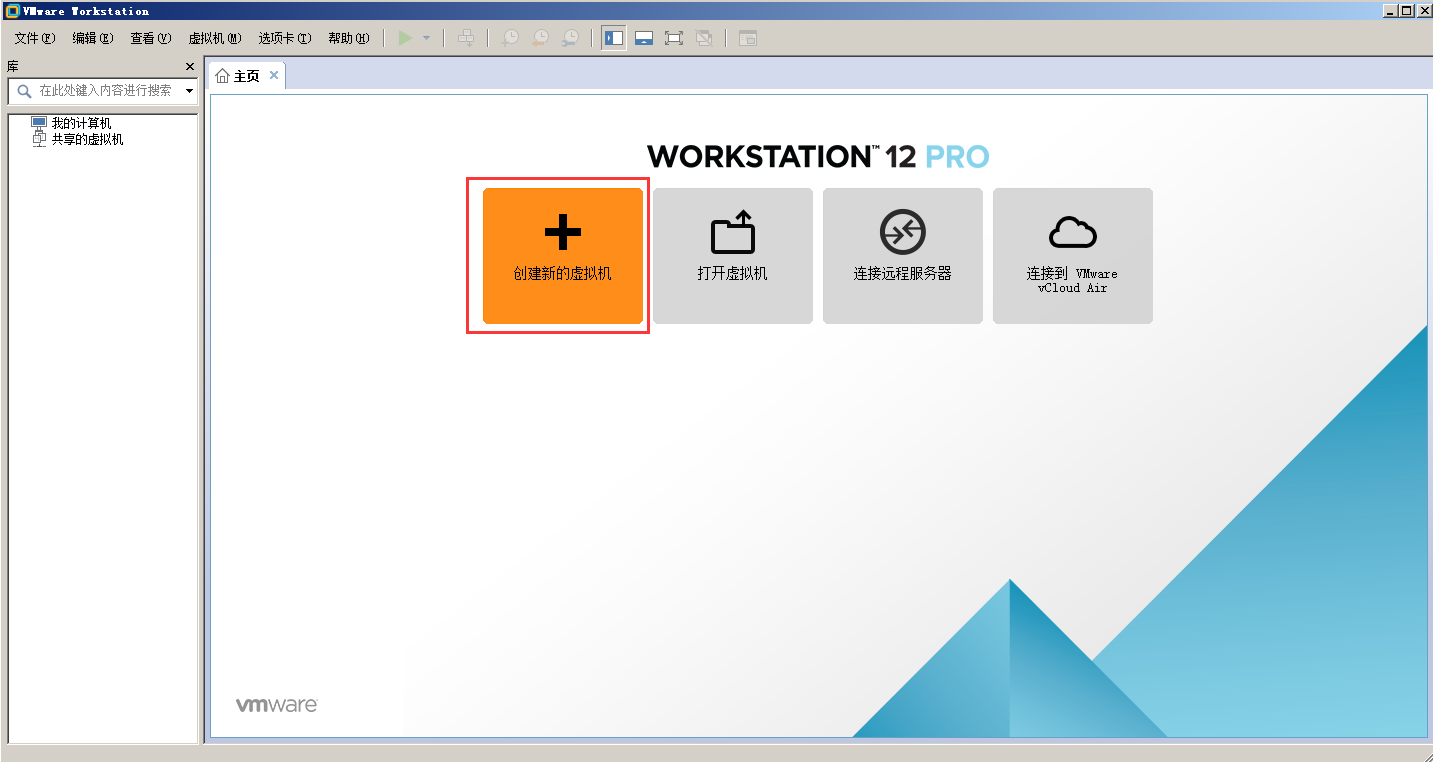 VMware Workstation
文件(F) 编辑(E) 查看(V) 虚拟机(M) 选项卡(T) 帮助(H)
库
在此处键入内容进行搜索
我的计算机
共享的虚拟机
主页
WORKSTATION™ 12 PRO
创建新的虚拟机
打开虚拟机
连接远程服务器
连接到 VMware
vCloud Air
vmware